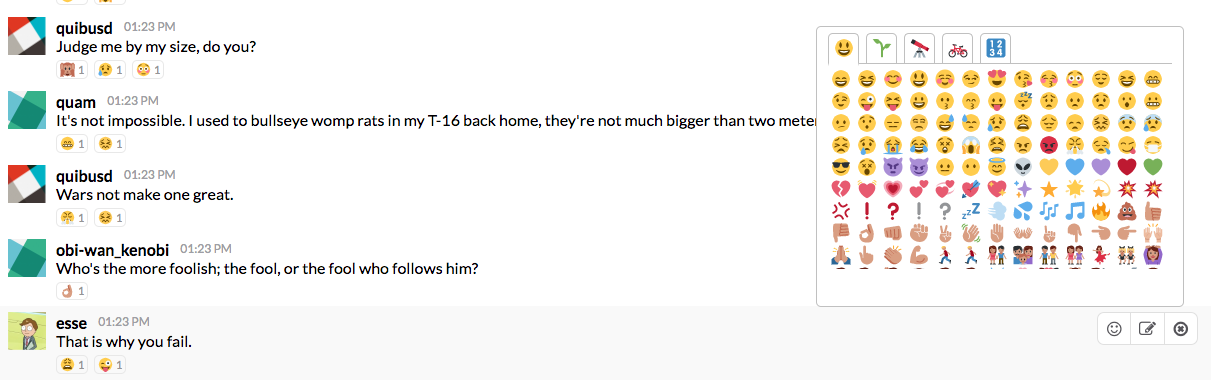 quibusd 01:23 PM
Judge me by my size, do you?
1 1 1
quam 01:23 PM
It's not impossible. I used to bullseye womp rats in my T-16 back home, they're not much bigger than two meter
1 1
quibusd 01:23 PM
Wars not make one great.
1 1
obi-wan_kenobi 01:23 PM
Who's the more foolish; the fool, or the fool who follows him?
1
esse 01:23 PM
That is why you fail.
1 1